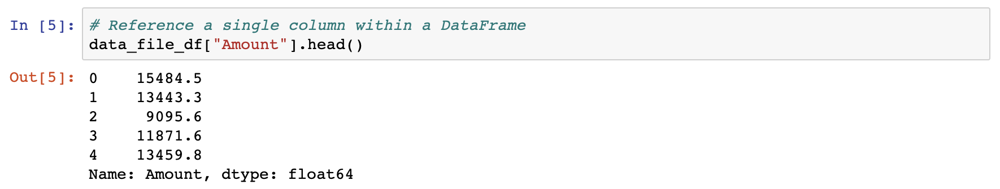 In [5]: # Reference a single column within a DataFrame
data_file_df["Amount"].head()
Out[5]: 0    15484.5
1    13443.3
2     9095.6
3    11871.6
4    13459.8
Name: Amount, dtype: float64